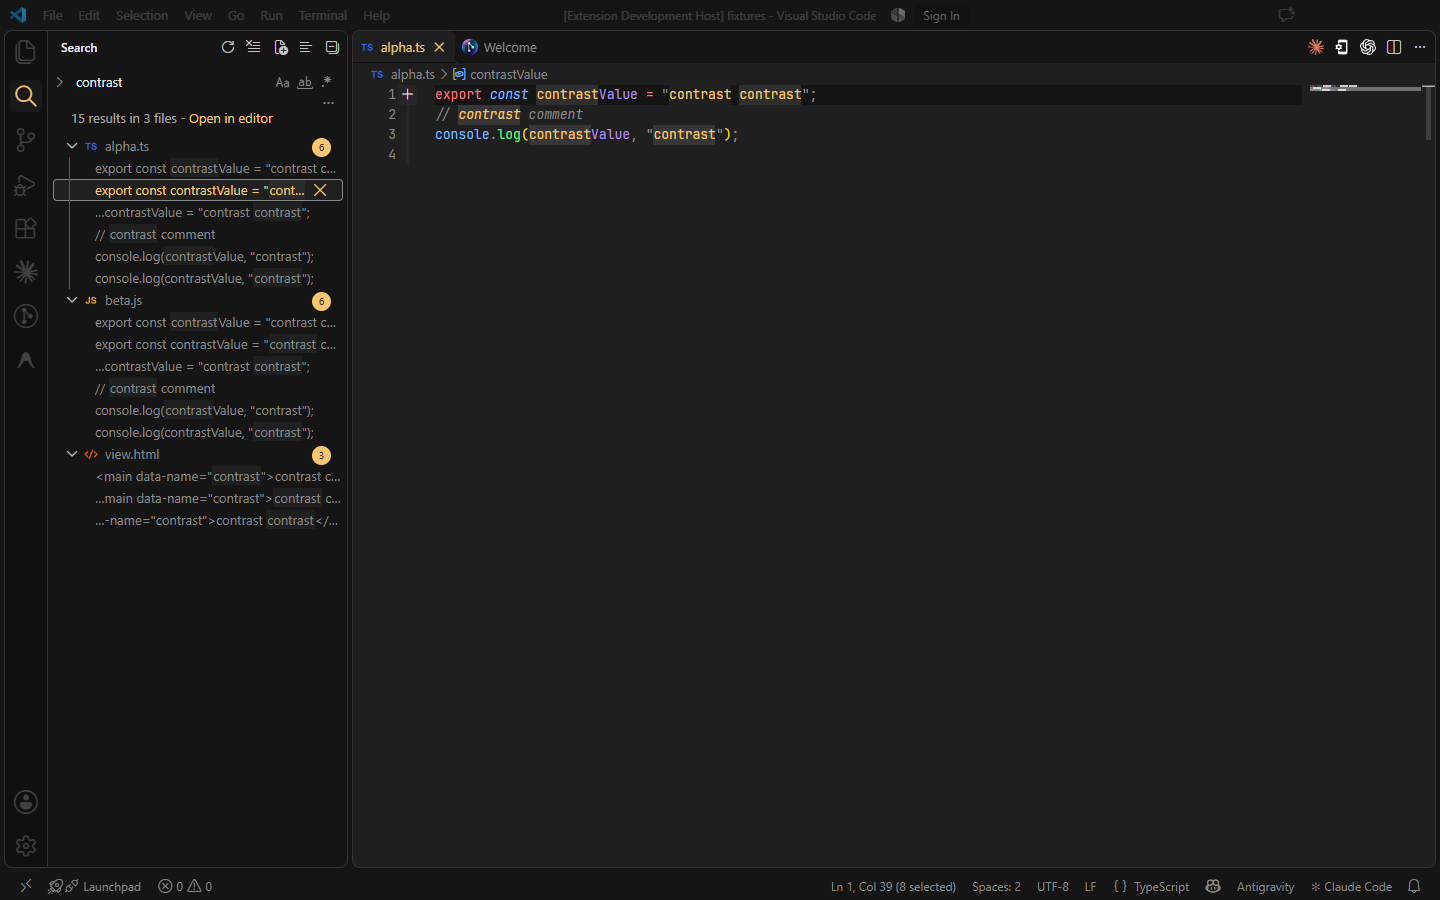 File Edit Selection View Go Run Terminal Help
[Extension Development Host] fixtures - Visual Studio Code
Sign In
Search
contrast
Aa ab .*
15 results in 3 files - Open in editor
TS alpha.ts 6
export const contrastValue = "contrast c...
export const contrastValue = "cont...
...contrastValue = "contrast contrast";
// contrast comment
console.log(contrastValue, "contrast");
console.log(contrastValue, "contrast");
JS beta.js 6
export const contrastValue = "contrast c...
export const contrastValue = "contrast c...
...contrastValue = "contrast contrast";
// contrast comment
console.log(contrastValue, "contrast");
console.log(contrastValue, "contrast");
</> view.html 3
<main data-name="contrast">contrast c...
...main data-name="contrast">contrast c...
...-name="contrast">contrast contrast</...
TS alpha.ts
Welcome
TS alpha.ts > contrastValue
1 export const contrastValue = "contrast contrast";
2 // contrast comment
3 console.log(contrastValue, "contrast");
4
Launchpad 0 0
Ln 1, Col 39 (8 selected) Spaces: 2 UTF-8 LF { } TypeScript Antigravity Claude Code